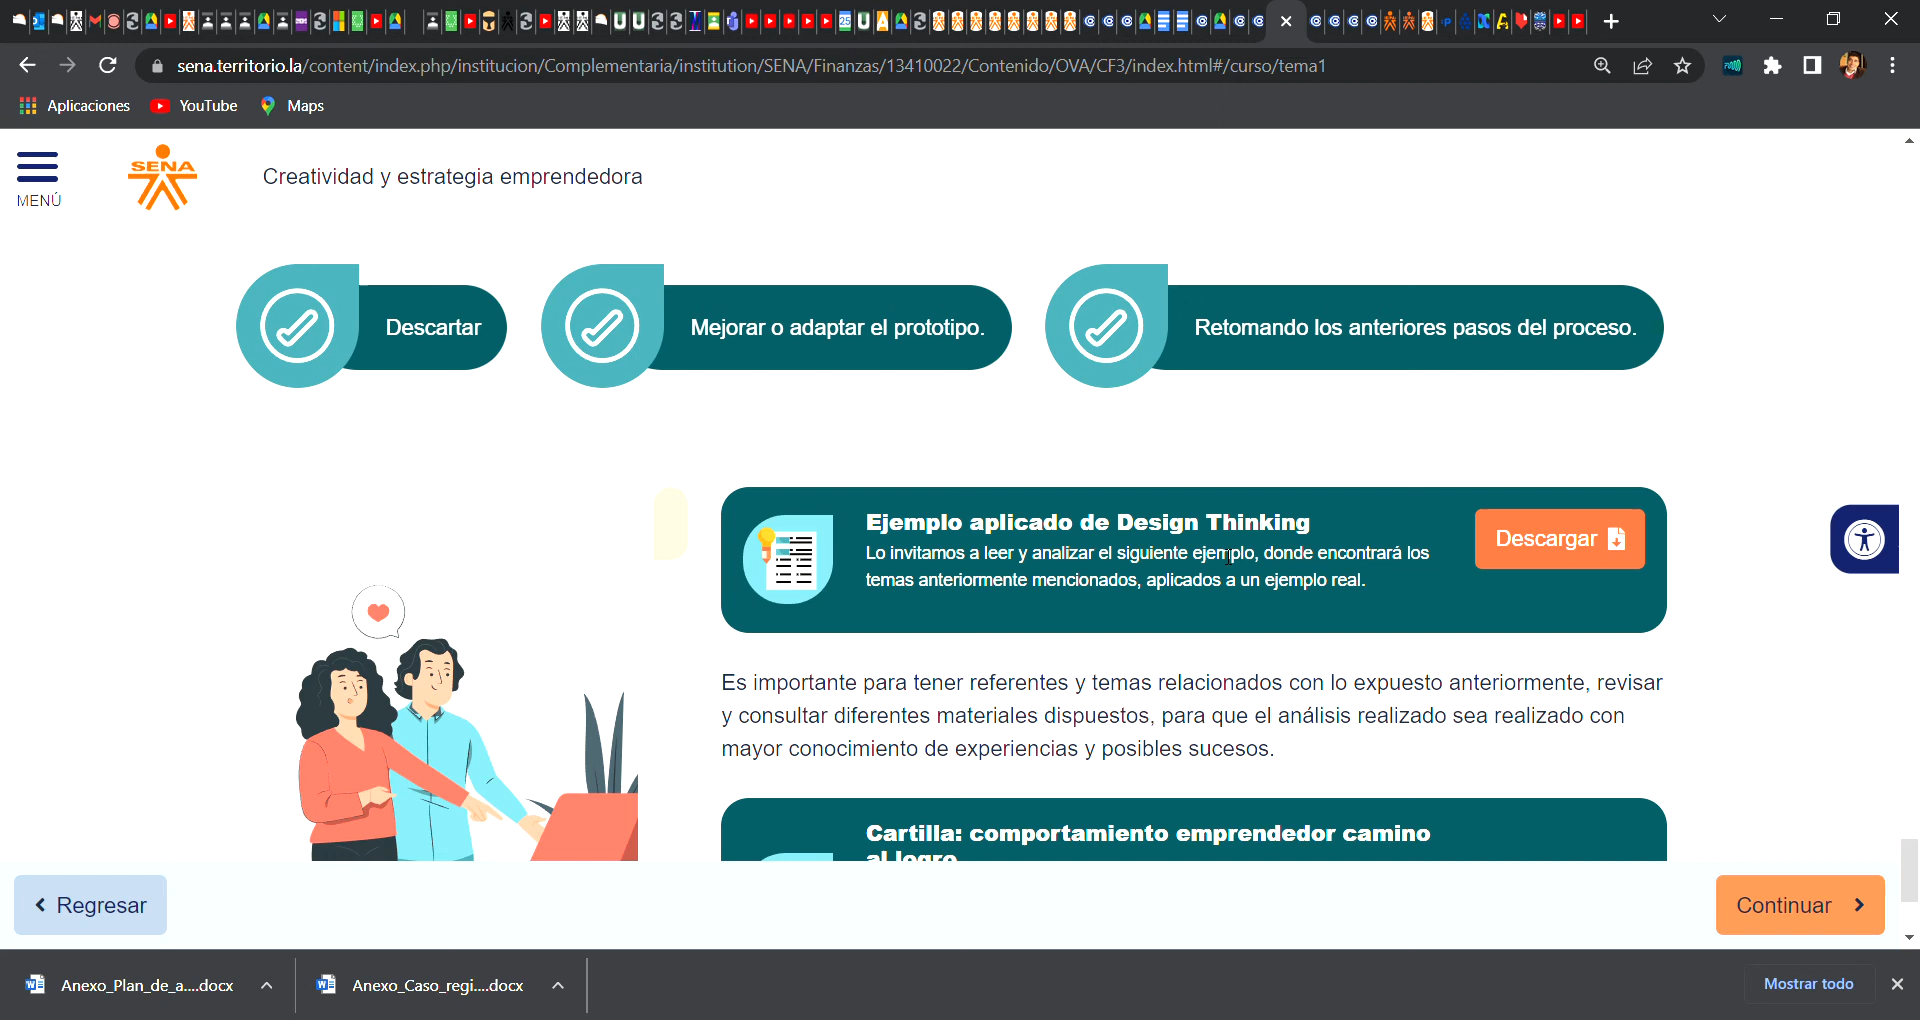 sena.territorio.la/content/index.php/institucion/Complementaria/institution/SENA/Finanzas/13410022/Contenido/OVA/CF3/index.html#/curso/tema1
Aplicaciones YouTube Maps
MENÚ
SENA
Creatividad y estrategia emprendedora
Descartar
Mejorar o adaptar el prototipo.
Retomando los anteriores pasos del proceso.
Ejemplo aplicado de Design Thinking
Lo invitamos a leer y analizar el siguiente ejemplo, donde encontrará los
temas anteriormente mencionados, aplicados a un ejemplo real.
Descargar
Es importante para tener referentes y temas relacionados con lo expuesto anteriormente, revisar
y consultar diferentes materiales dispuestos, para que el análisis realizado sea realizado con
mayor conocimiento de experiencias y posibles sucesos.
Cartilla: comportamiento emprendedor camino
al logro
Regresar
Continuar
Anexo_Plan_de_a....docx
Anexo_Caso_regi....docx
Mostrar todo